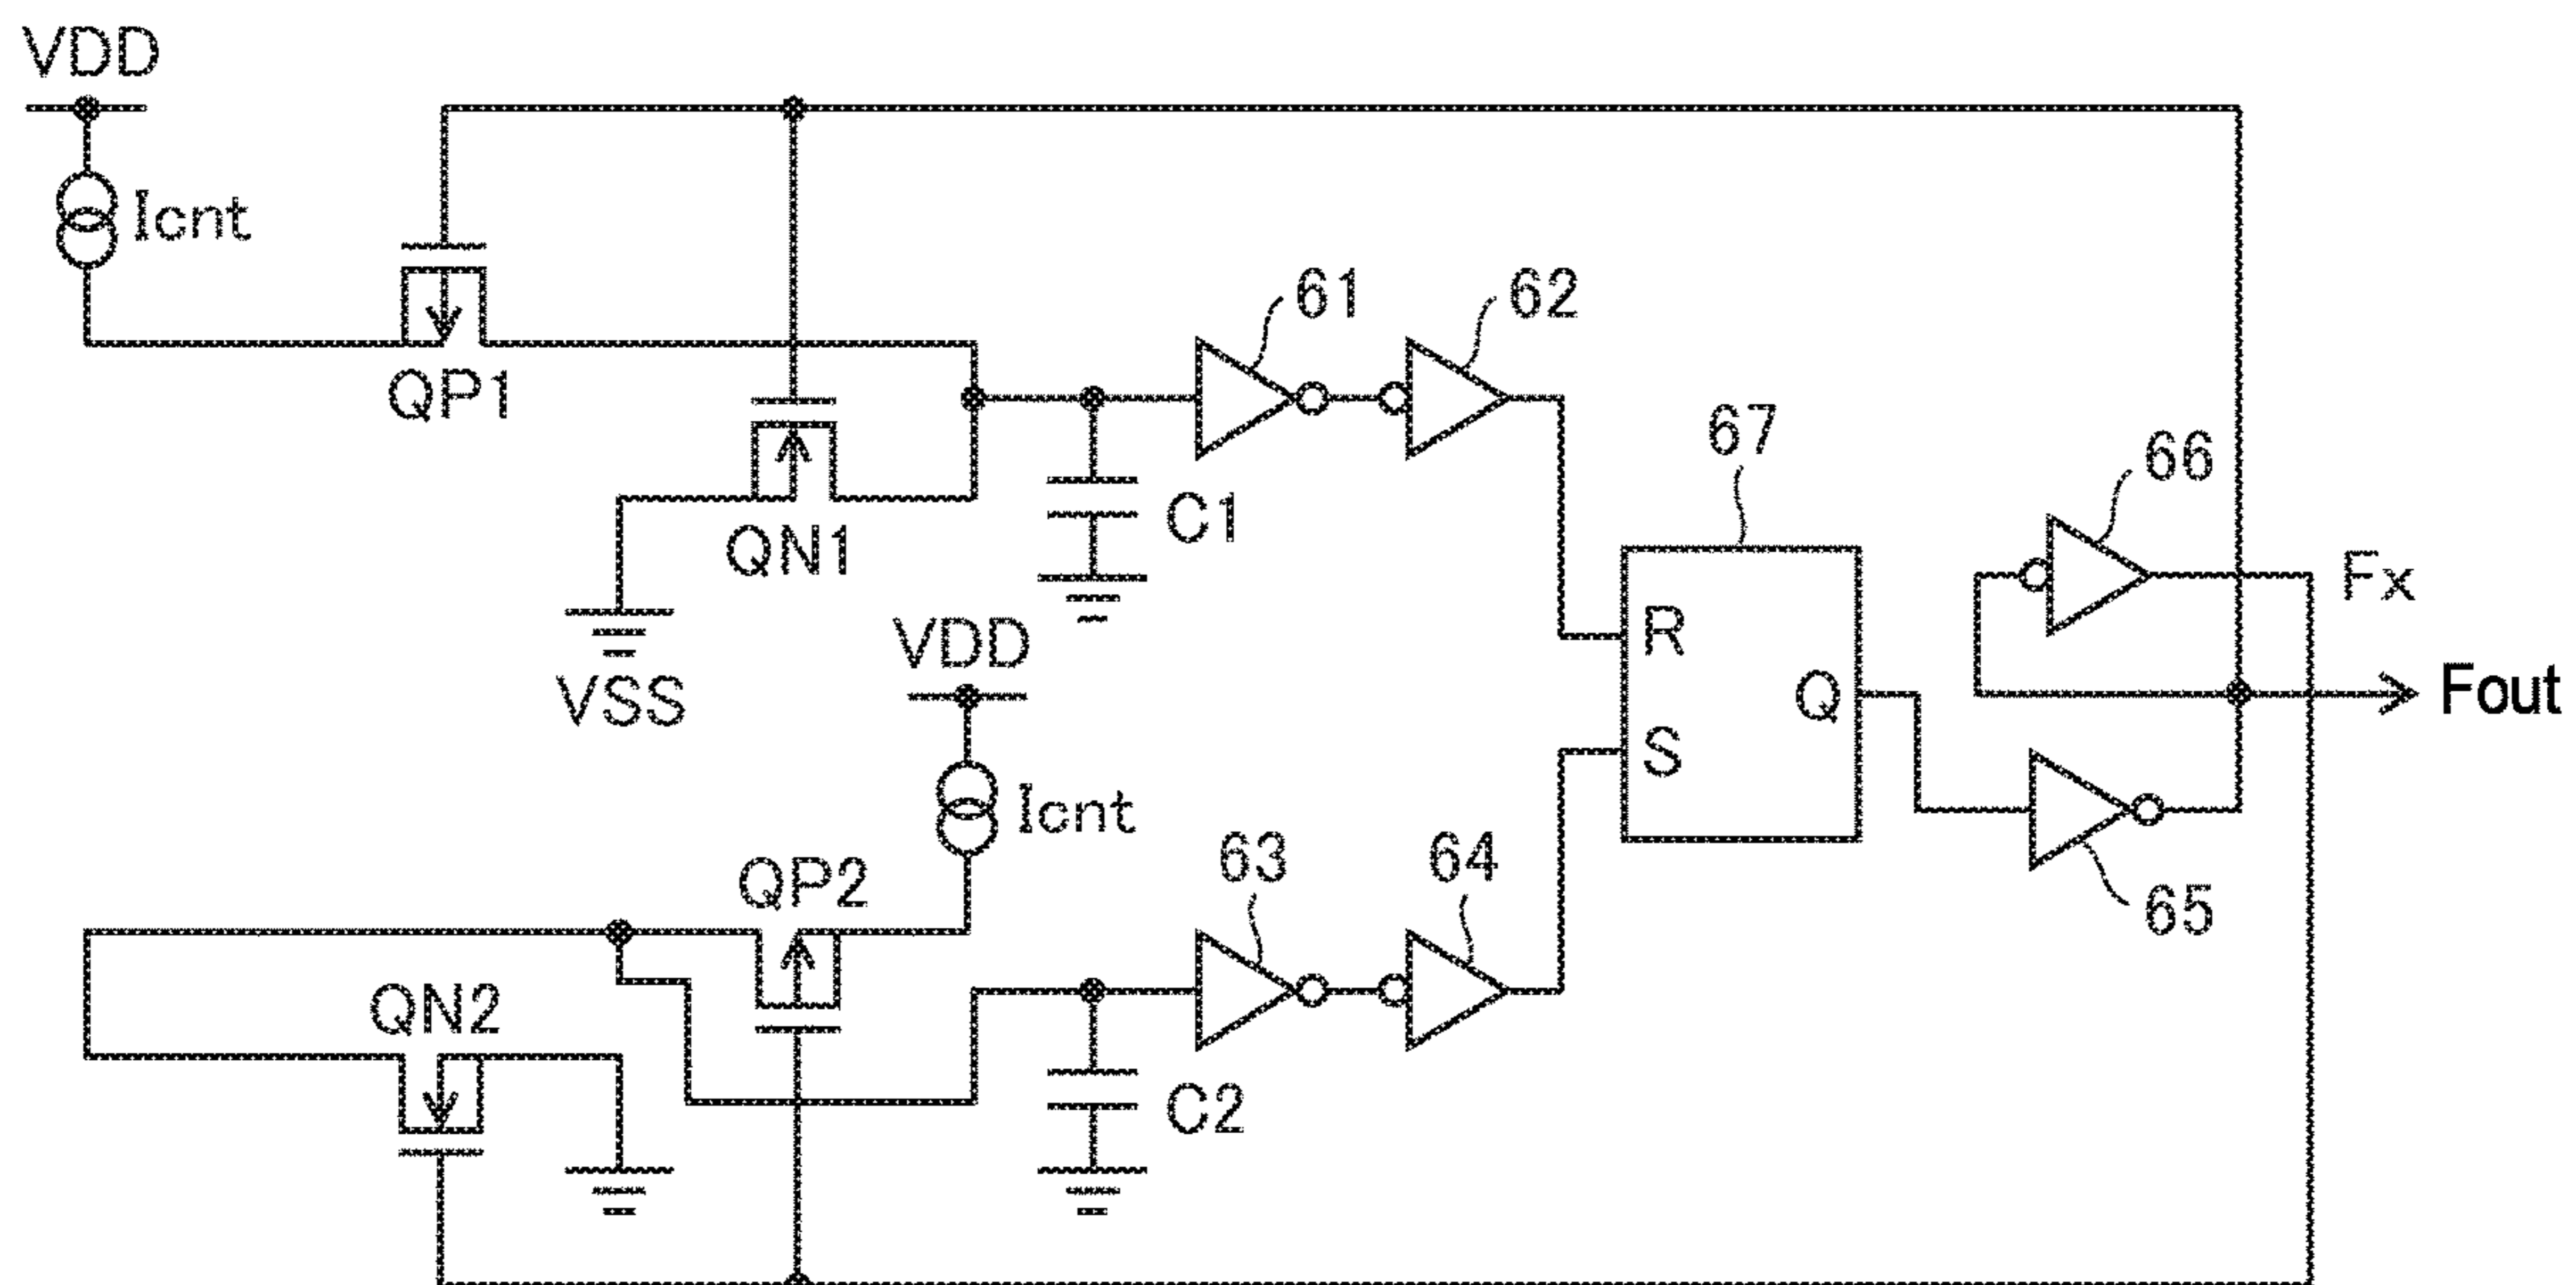 VDD
Icnt
QP1
61
62
67
66
QN1
C1
R
Fx
VSS
VDD
Q
Fout
S
Icnt
QP2
63
64
65
QN2
C2